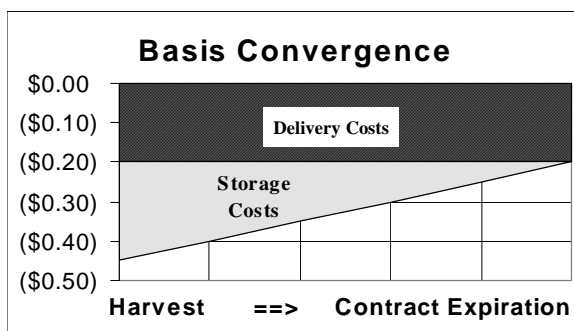 Basis Convergence
$0.00
($0.10)
($0.20)
($0.30)
($0.40)
($0.50)
Delivery Costs
Storage
Costs
Harvest ==> Contract Expiration